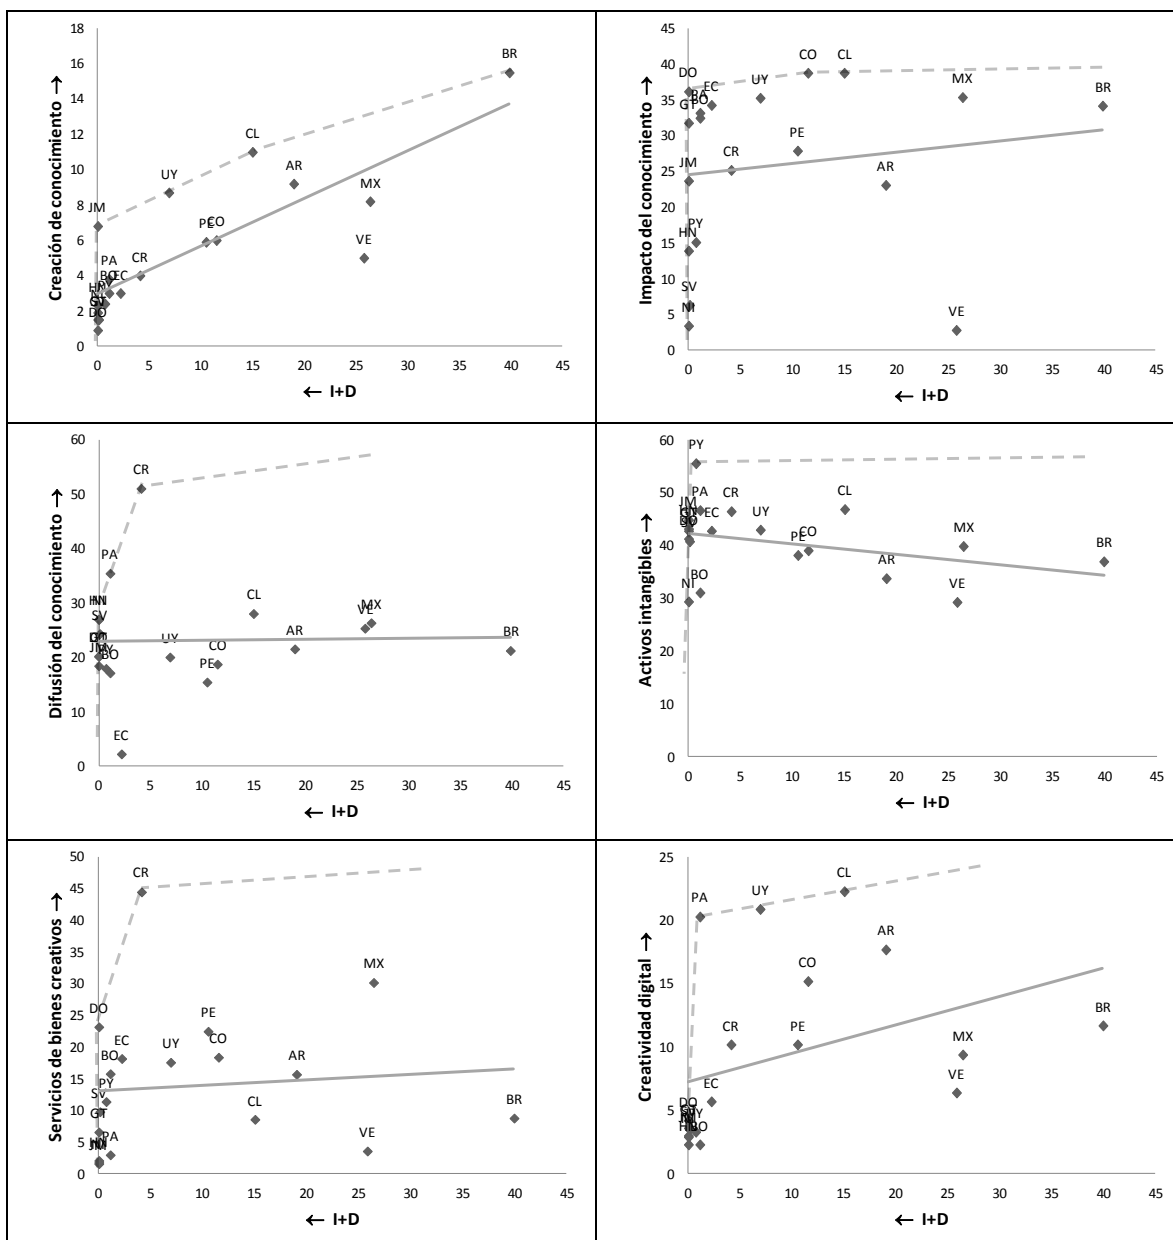 Creación de conocimiento →
18
16
14
12
10
8
6
4
2
0
BR
CL
UY
AR
MX
JM
PE
CO
VE
PA
CR
BO
EC
DO
0 5 10 15 20 25 30 35 40 45
← I+D
Impacto del conocimiento →
45
40
35
30
25
20
15
10
5
0
CO
CL
DO
EC
UY
MX
BR
PA
BO
GT
PE
CR
JM
AR
PY
HN
SV
NI
VE
0 5 10 15 20 25 30 35 40 45
← I+D
Difusión del conocimiento →
60
50
40
30
20
10
0
CR
PA
CL
MX
VE
SV
UY
AR
BR
CO
BO
PE
EC
0 5 10 15 20 25 30 35 40 45
← I+D
Activos intangibles →
60
50
40
30
20
10
0
PY
PA
CR
CL
JM
EC
UY
PE
CO
MX
BR
AR
BO
NI
VE
0 5 10 15 20 25 30 35 40 45
← I+D
Servicios de bienes creativos →
50
45
40
35
30
25
20
15
10
5
0
CR
MX
DO
PE
EC
UY
CO
BO
AR
PY
SV
GT
CL
BR
PA
JM
VE
0 5 10 15 20 25 30 35 40 45
← I+D
Creatividad digital →
25
20
15
10
5
0
CL
PA
UY
AR
CO
BR
CR
PE
MX
VE
EC
DO
PY
HN
BO
0 5 10 15 20 25 30 35 40 45
← I+D